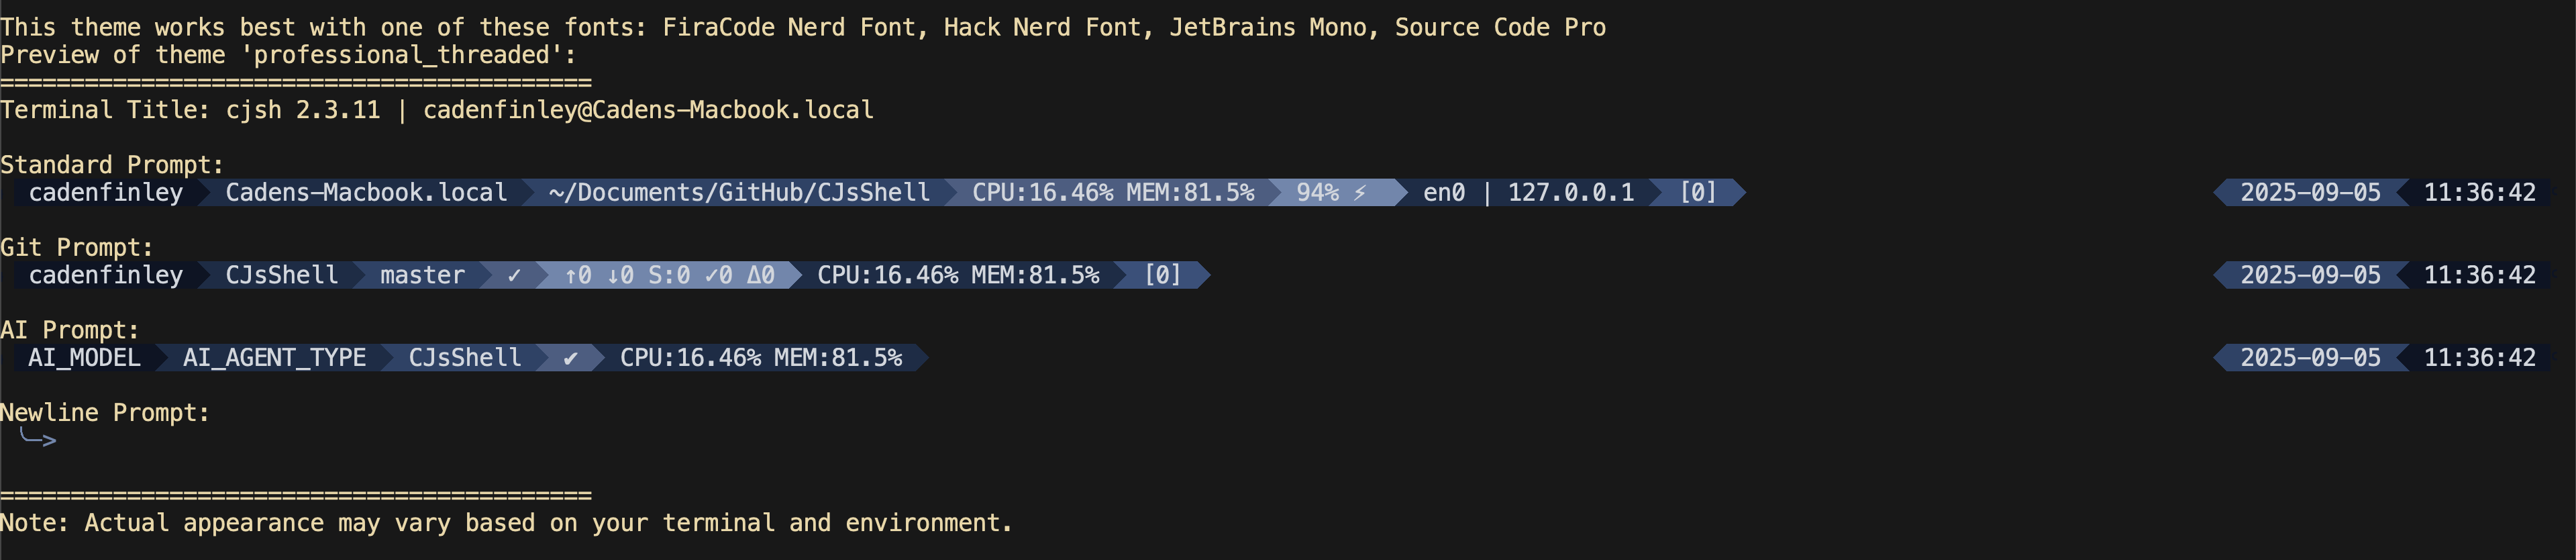 This theme works best with one of these fonts: FiraCode Nerd Font, Hack Nerd Font, JetBrains Mono, Source Code Pro
Preview of theme 'professional_threaded':
==========================================
Terminal Title: cjsh 2.3.11 | cadenfinley@Cadens-Macbook.local
Standard Prompt:
cadenfinley Cadens-Macbook.local ~/Documents/GitHub/CJsShell CPU:16.46% MEM:81.5% 94% ⚡ en0 | 127.0.0.1 [0] 2025-09-05 11:36:42
Git Prompt:
cadenfinley CJsShell master ✓ ↑0 ↓0 S:0 ✓0 Δ0 CPU:16.46% MEM:81.5% [0] 2025-09-05 11:36:42
AI Prompt:
AI_MODEL AI_AGENT_TYPE CJsShell ✔ CPU:16.46% MEM:81.5% 2025-09-05 11:36:42
Newline Prompt:
╰─>
==========================================
Note: Actual appearance may vary based on your terminal and environment.